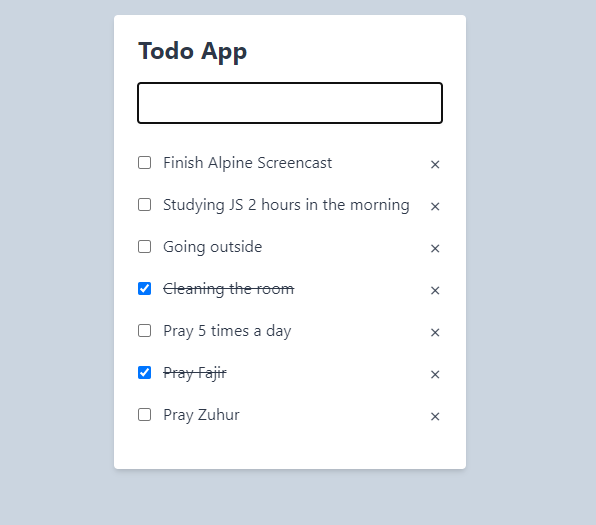 Todo App
Finish Alpine Screencast
Studying JS 2 hours in the morning
Going outside
Cleaning the room
Pray 5 times a day
Pray Fajir
Pray Zuhur